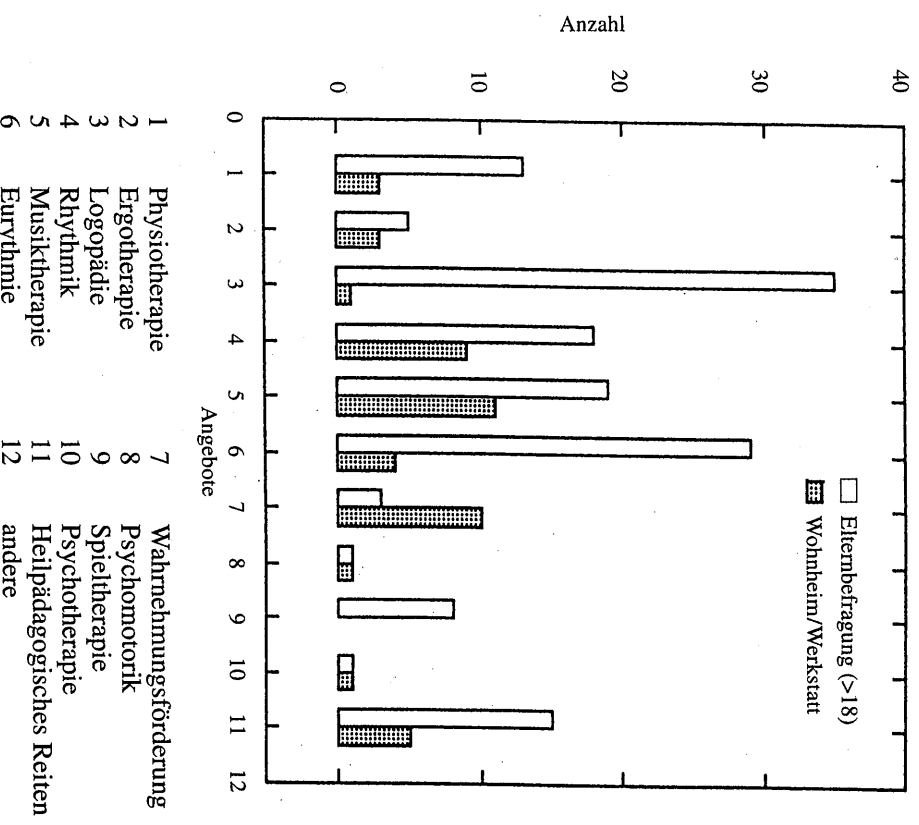 Anzahl
40
30
20
10
0
0
1
2
3
4
5
6
7
8
9
10
11
12
Elternbefragung (>18)
Wohnheim/Werkstatt
Angebote
1 Physiotherapie
2 Ergotherapie
3 Logopädie
4 Rhythmik
5 Musiktherapie
6 Eurythmie
7 Wahrnehmungsförderung
8 Psychomotorik
9 Spieltherapie
10 Psychotherapie
11 Heilpädagogisches Reiten
12 andere